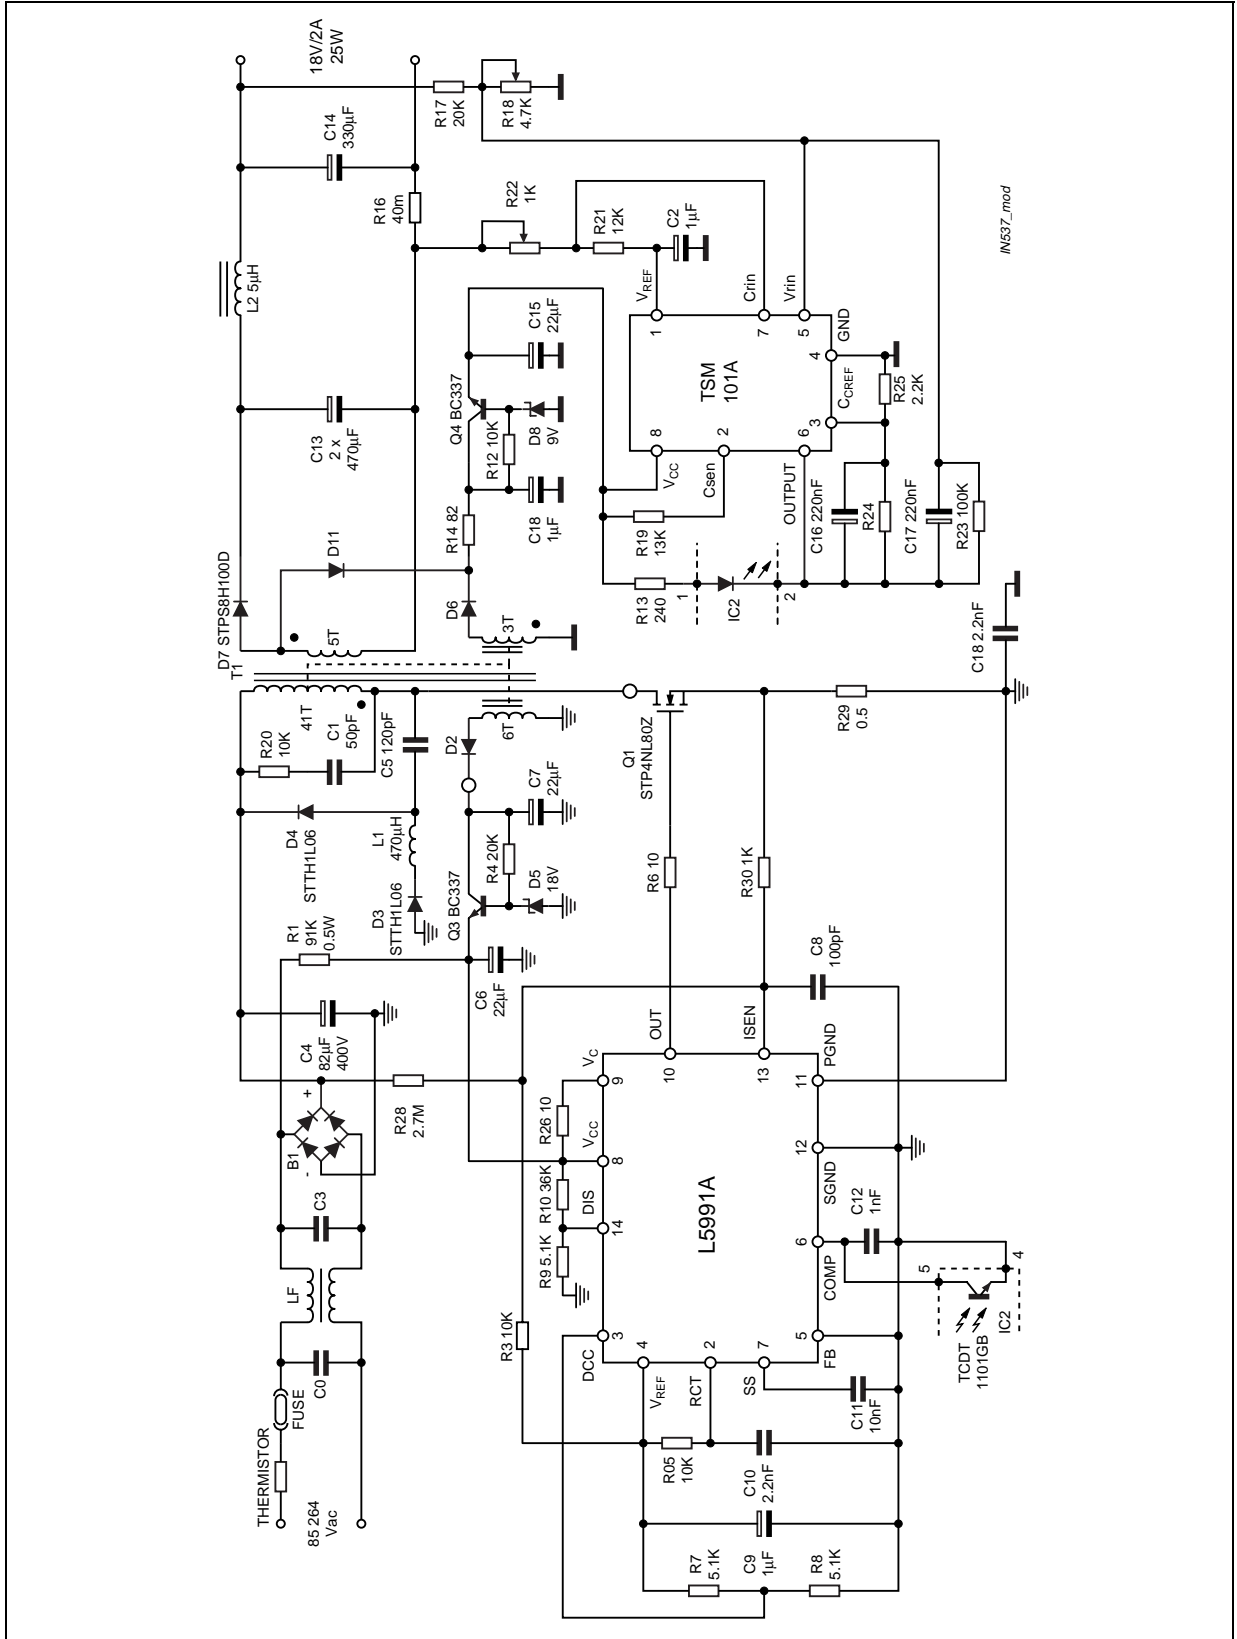 THERMISTOR
FUSE
85 264
Vac
C0
LF
C3
B1
+
-
C4
82µF
400V
R28
2.7M
R1
91K
0.5W
D4
STTH1L06
D3
STTH1L06
L1
470µH
R20
10K
C1
50pF
C5 120pF
41T
T1
D7 STPS8H100D
5T
D11
C13
2 x
470µF
L2 5µH
C14
330µF
18V/2A
25W
R16
40m
R17
20K
R18
4.7K
R22
1K
R21
12K
C2
1µF
D2
6T
3T
D6
R14 82
C18
1µF
R12 10K
Q4 BC337
D8
9V
C15
22µF
C7
22µF
R4 20K
Q3 BC337
D5
18V
C6
22µF
Q1
STP4NL80Z
R6 10
R30 1K
R29
0.5
C8
100pF
C18 2.2nF
TSM
101A
VREF
1
Crin
7
Vrin
5
GND
4
CCREF
3
OUTPUT
6
Csen
2
VCC
8
R19
13K
R13
240
1
IC2
2
C16 220nF
R24
C17 220nF
R23 100K
R25
2.2K
IN537_mod
L5991A
VC
9
OUT
10
ISEN
13
PGND
11
SGND
12
COMP
6
FB
5
SS
7
RCT
2
VREF
4
DCC
3
DIS
14
VCC
8
R26 10
R10 36K
R9 5.1K
R3 10K
R05
10K
C10
2.2nF
C11
10nF
C12
1nF
R7
5.1K
C9
1µF
R8
5.1K
5
4
IC2
TCDT
1101GB